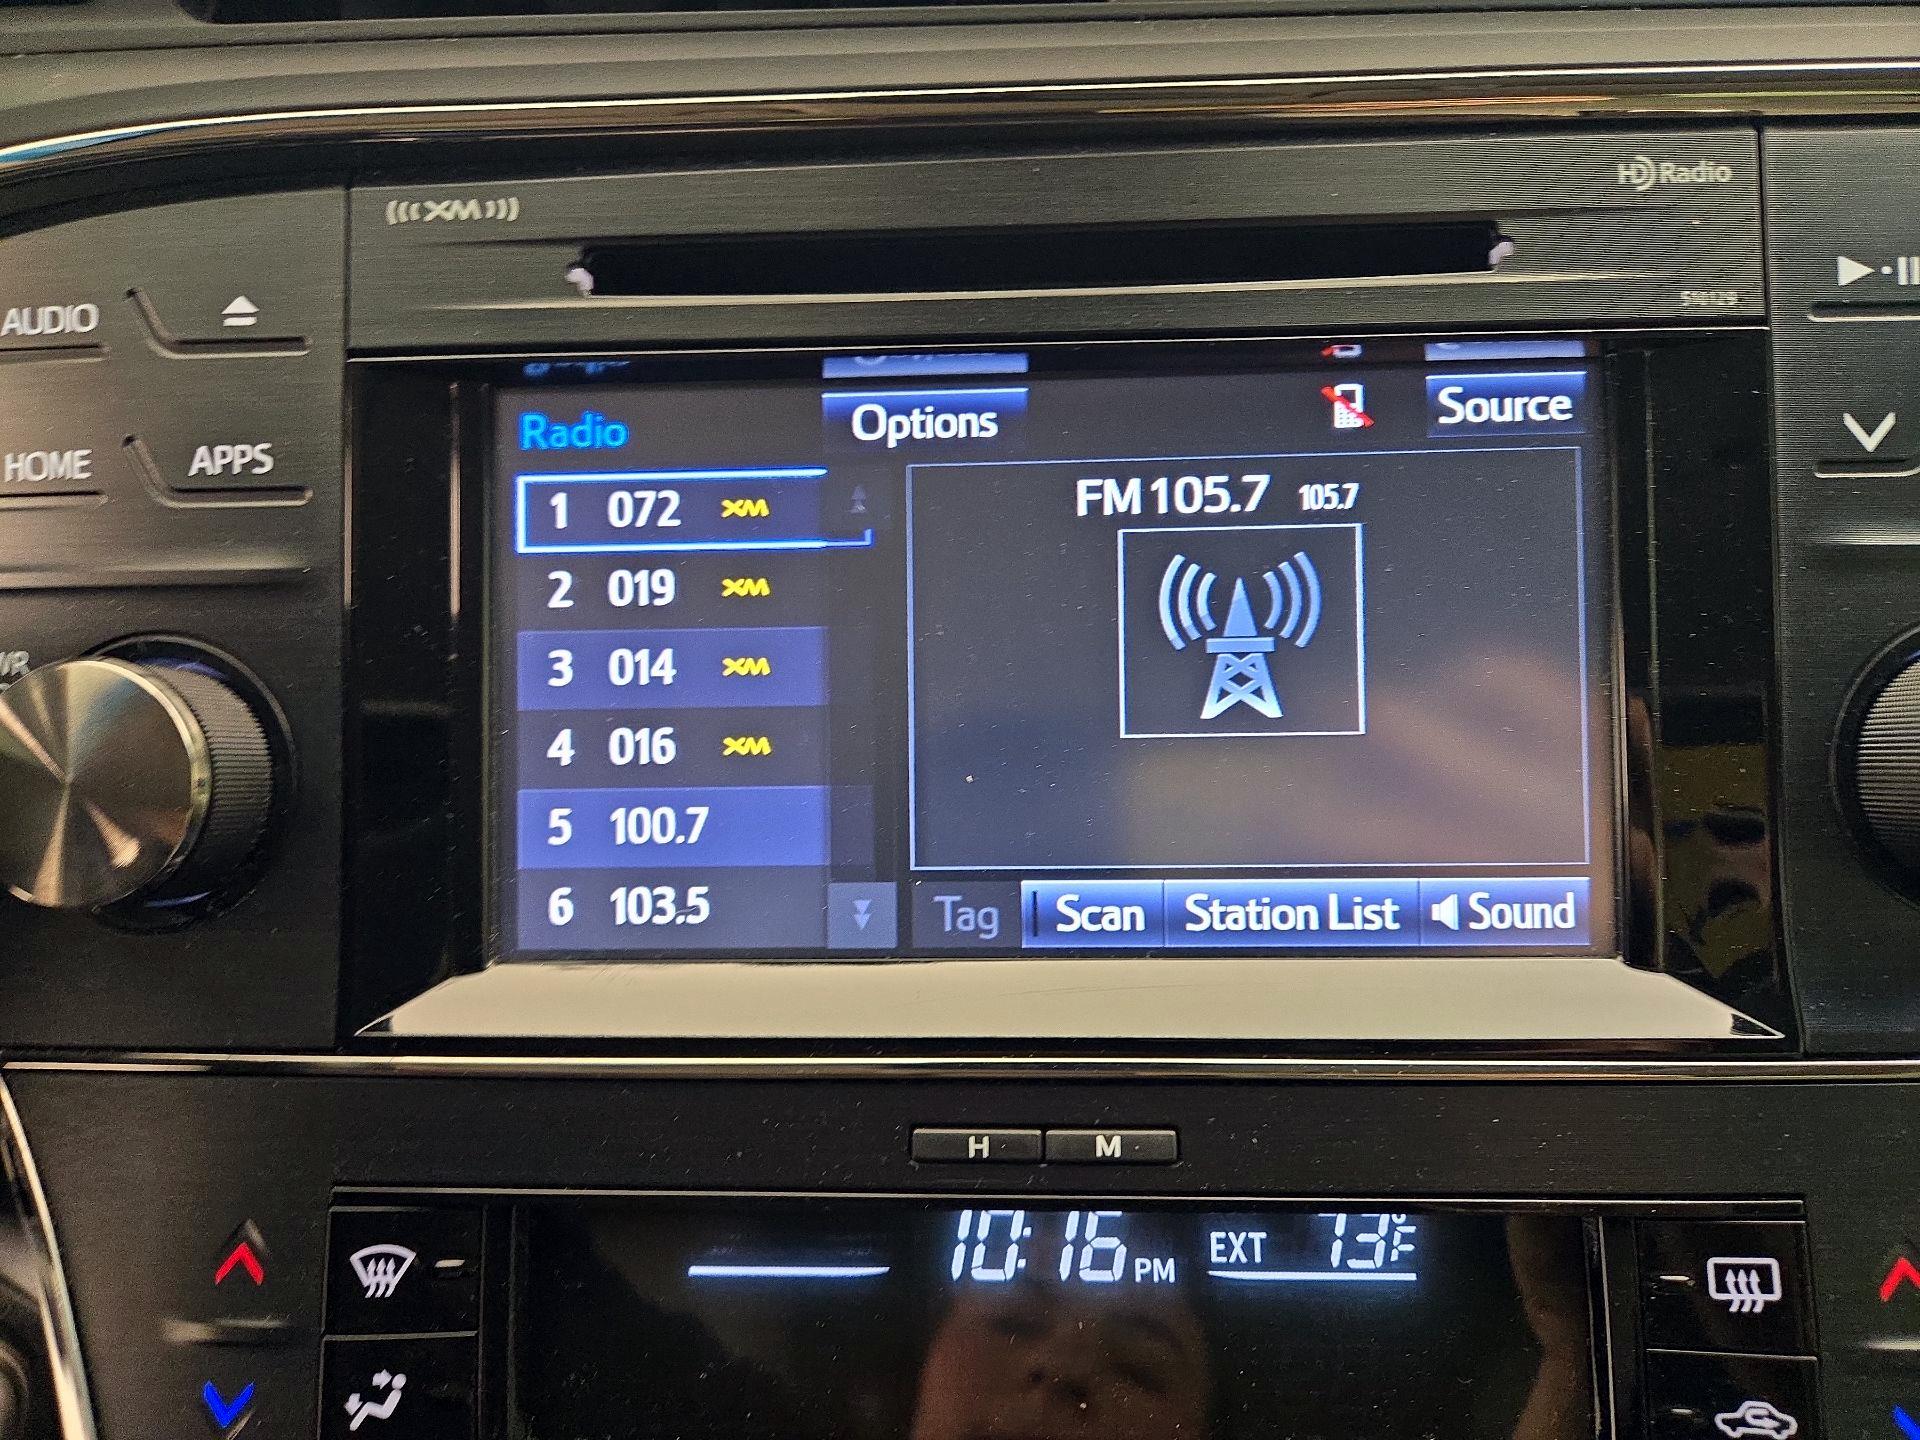 XM
HD Radio
AUDIO
HOME
APPS
Radio
Options
Source
1 072 XM
2 019 XM
3 014 XM
4 016 XM
5 100.7
6 103.5
FM 105.7 105.7
Tag
Scan
Station List
Sound
H
M
10:16 PM
EXT 73°F